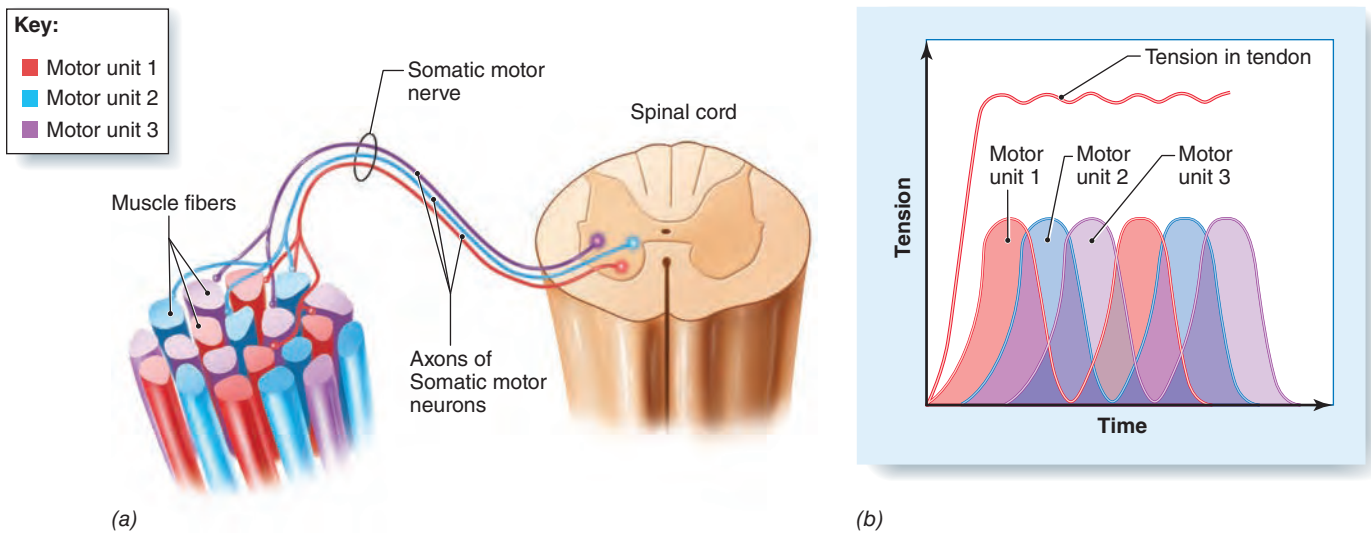 Key:
Motor unit 1
Motor unit 2
Motor unit 3
Somatic motor
nerve
Spinal cord
Muscle fibers
Axons of
Somatic motor
neurons
(a)
Tension in tendon
Motor
unit 1
Motor
unit 2
Motor
unit 3
Tension
Time
(b)